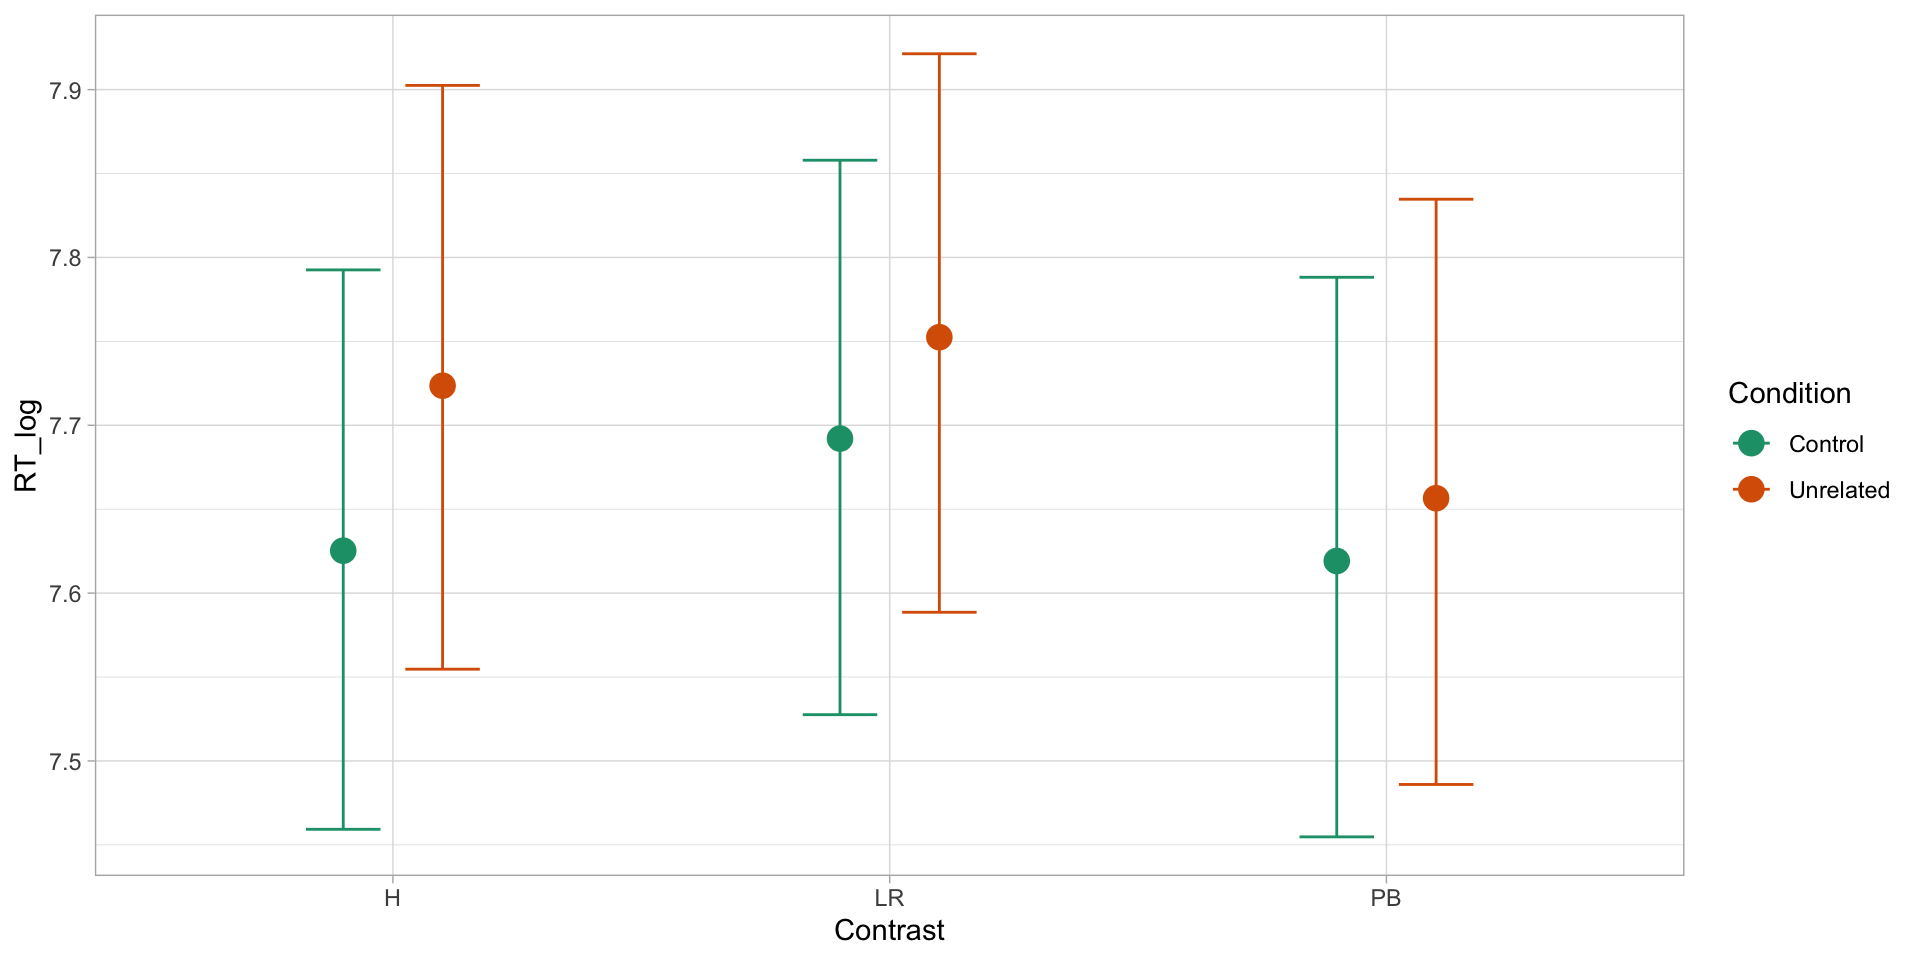 7.9
7.8
7.7
7.6
7.5
RT_log
H LR PB
Contrast
Condition
Control
Unrelated